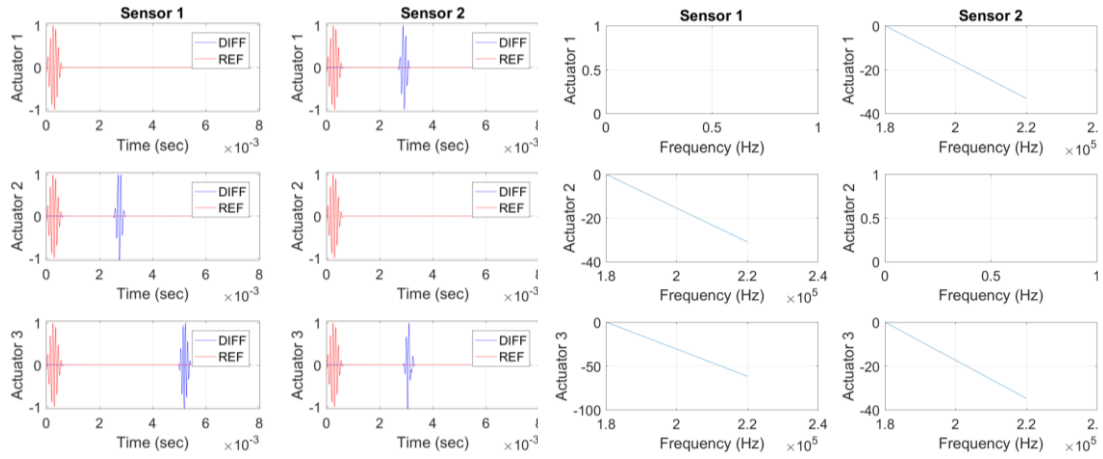 Sensor 1
Actuator 1
1
0
-1
DIFF
REF
0 2 4 6 8
Time (sec) ×10-3
Sensor 2
Actuator 1
1
0
-1
DIFF
REF
0 2 4 6 8
Time (sec) ×10-3
Sensor 1
Actuator 1
1
0.5
0
0 0.5 1
Frequency (Hz)
Sensor 2
Actuator 1
0
-20
-40
1.8 2 2.2 2.
Frequency (Hz) ×105
Actuator 2
1
0
-1
DIFF
REF
0 2 4 6 8
Time (sec) ×10-3
Actuator 2
1
0
-1
DIFF
REF
0 2 4 6 8
Time (sec) ×10-3
Actuator 2
0
-20
-40
1.8 2 2.2 2.4
Frequency (Hz) ×105
Actuator 2
1
0.5
0
0 0.5 1
Frequency (Hz)
Actuator 3
1
0
-1
DIFF
REF
0 2 4 6 8
Time (sec) ×10-3
Actuator 3
1
0
-1
DIFF
REF
0 2 4 6 8
Time (sec) ×10-3
Actuator 3
0
-50
-100
1.8 2 2.2 2.4
Frequency (Hz) ×105
Actuator 3
0
-20
-40
1.8 2 2.2 2.
Frequency (Hz) ×105